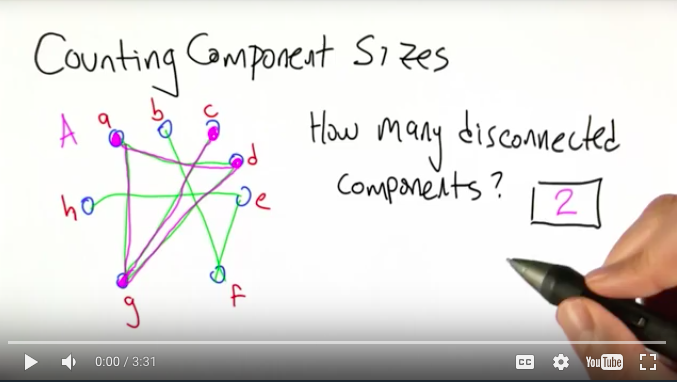 Counting Component Sizes
A
a
b
c
d
e
f
g
h
How many disconnected
components?
2
0:00 / 3:31
CC
YouTube